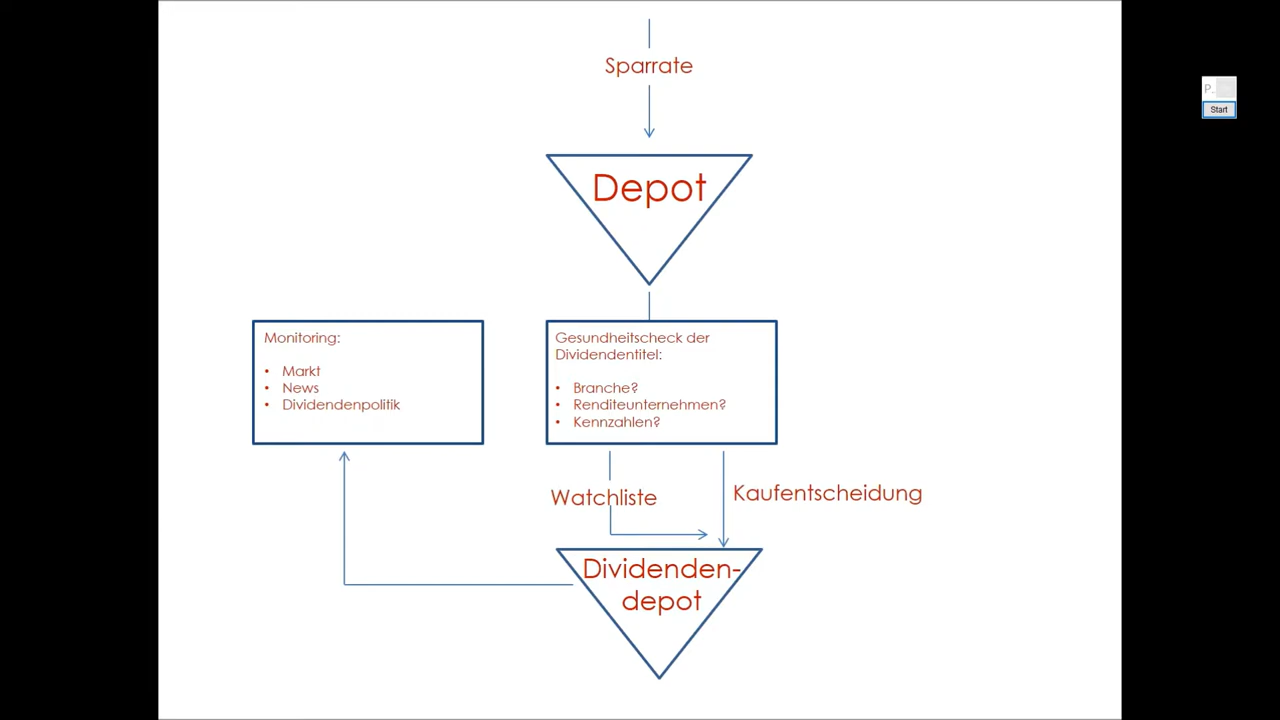 Sparrate
Depot
Monitoring:
• Markt
• News
• Dividendenpolitik
Gesundheitscheck der
Dividendentitel:
• Branche?
• Renditeunternehmen?
• Kennzahlen?
Watchliste
Kaufentscheidung
Dividenden-
depot
P.
Start